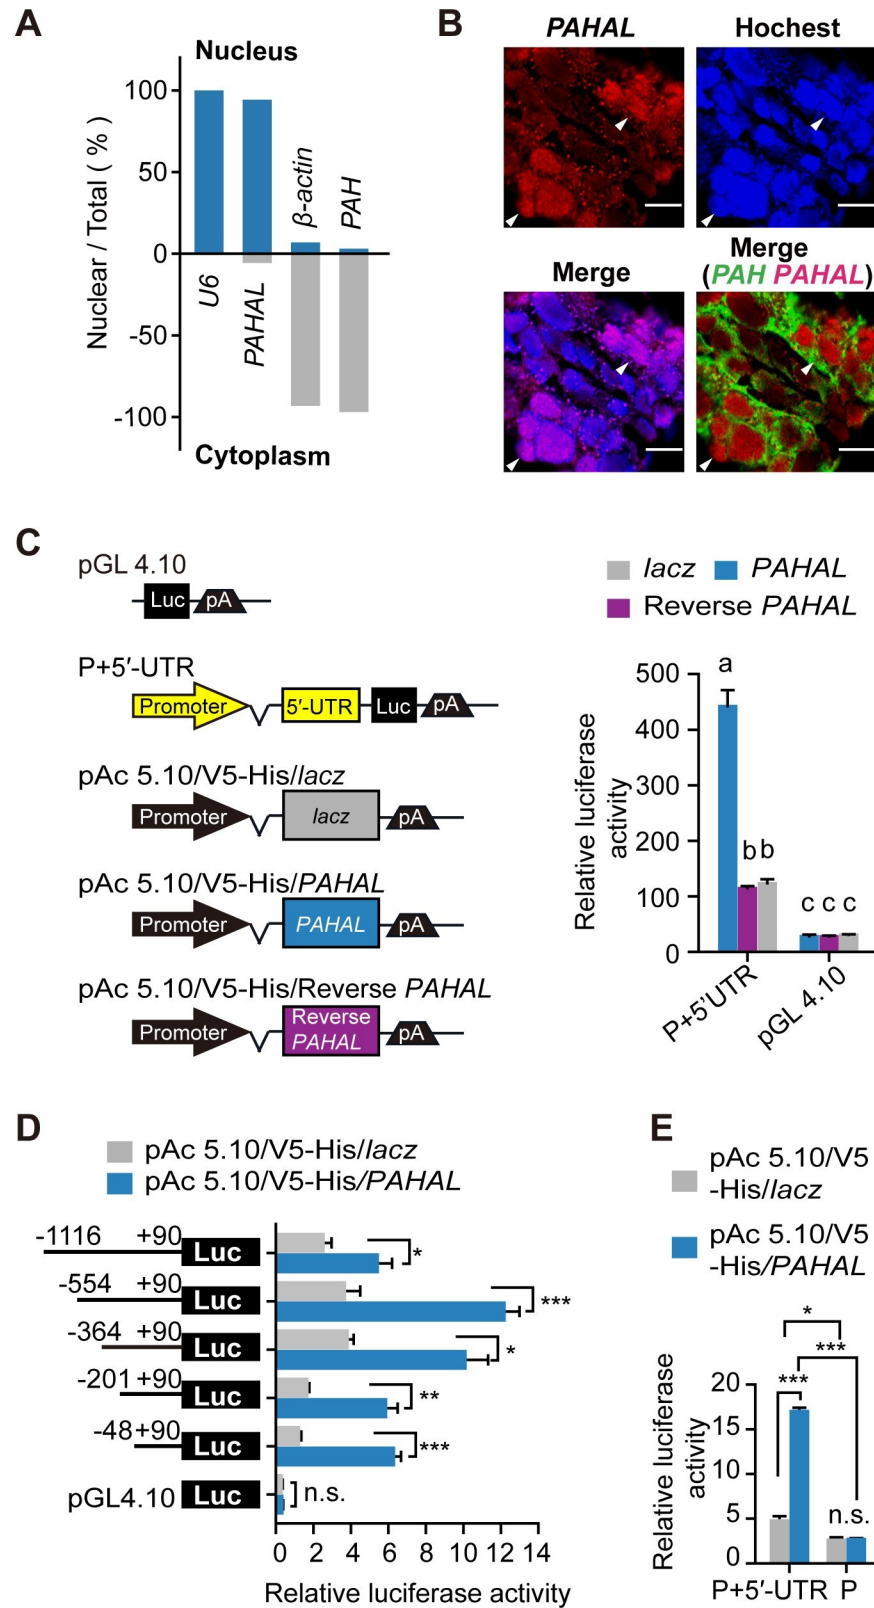 A
Nucleus
Nuclear / Total ( % )
100
50
0
-50
-100
U6
PAHAL
β-actin
PAH
Cytoplasm
B
PAHAL
Hochest
Merge
Merge
(PAH PAHAL)
C
pGL 4.10
Luc
pA
P+5′-UTR
Promoter
5′-UTR
Luc
pA
pAc 5.10/V5-His/lacz
Promoter
lacz
pA
pAc 5.10/V5-His/PAHAL
Promoter
PAHAL
pA
pAc 5.10/V5-His/Reverse PAHAL
Promoter
Reverse
PAHAL
pA
lacz
PAHAL
Reverse PAHAL
Relative luciferase
activity
500
400
300
200
100
0
a
b b
c c c
P+5'UTR
pGL 4.10
D
pAc 5.10/V5-His/lacz
pAc 5.10/V5-His/PAHAL
-1116 +90
Luc
*
-554 +90
Luc
***
-364 +90
Luc
*
-201 +90
Luc
**
-48 +90
Luc
***
pGL4.10
Luc
n.s.
0 2 4 6 8 10 12 14
Relative luciferase activity
E
pAc 5.10/V5
-His/lacz
pAc 5.10/V5
-His/PAHAL
Relative luciferase
activity
20
15
10
5
0
*
***
***
n.s.
P+5′-UTR P